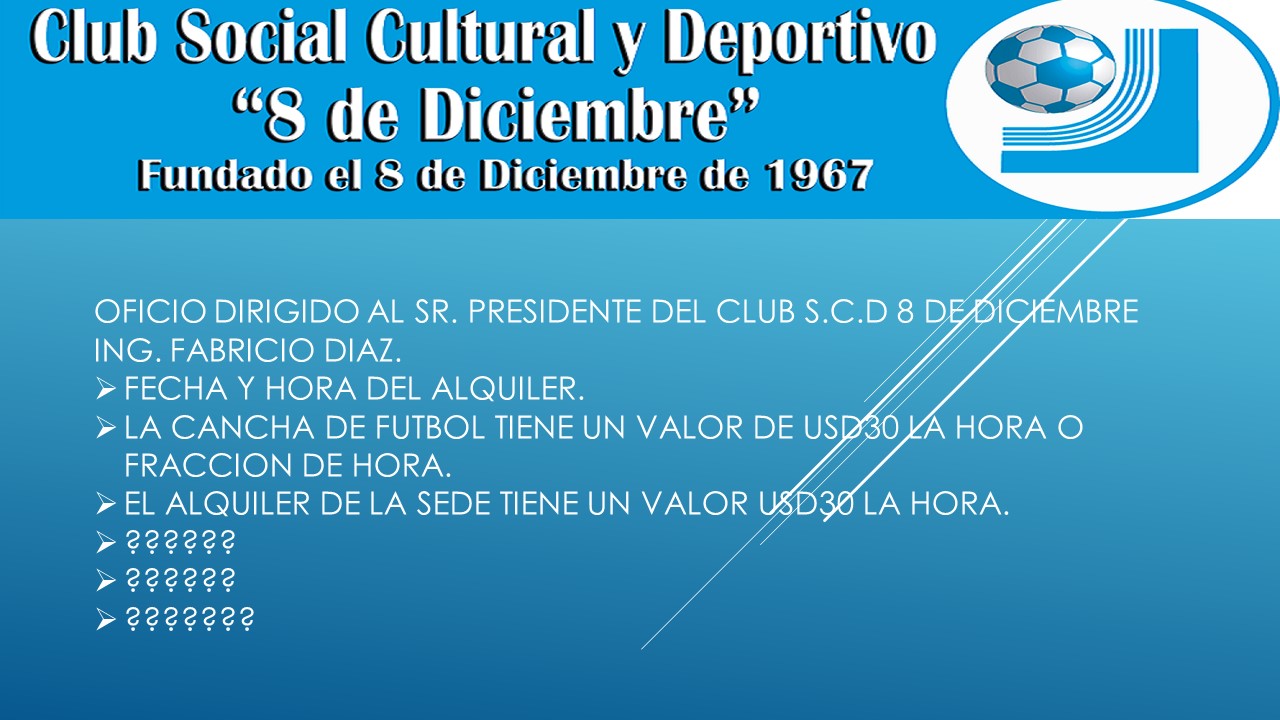 Club Social Cultural y Deportivo
“8 de Diciembre”
Fundado el 8 de Diciembre de 1967
OFICIO DIRIGIDO AL SR. PRESIDENTE DEL CLUB S.C.D 8 DE DICIEMBRE
ING. FABRICIO DIAZ.
➢ FECHA Y HORA DEL ALQUILER.
➢ LA CANCHA DE FUTBOL TIENE UN VALOR DE USD30 LA HORA O
FRACCION DE HORA.
➢ EL ALQUILER DE LA SEDE TIENE UN VALOR USD30 LA HORA.
➢ ??????
➢ ??????
➢ ???????